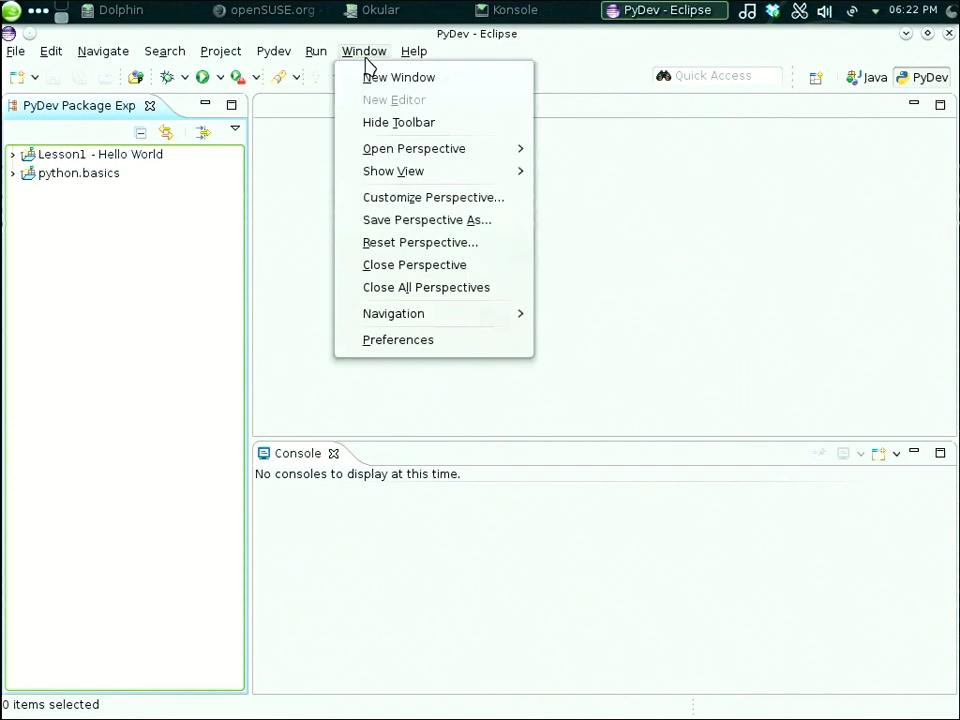 Dolphin openSUSE.org - Okular Konsole PyDev - Eclipse 06:22 PM
PyDev - Eclipse
File Edit Navigate Search Project Pydev Run Window Help
Quick Access Java PyDev
New Window
New Editor
Hide Toolbar
Open Perspective
Show View
Customize Perspective...
Save Perspective As...
Reset Perspective...
Close Perspective
Close All Perspectives
Navigation
Preferences
PyDev Package Exp
Lesson1 - Hello World
python.basics
Console
No consoles to display at this time.
0 items selected